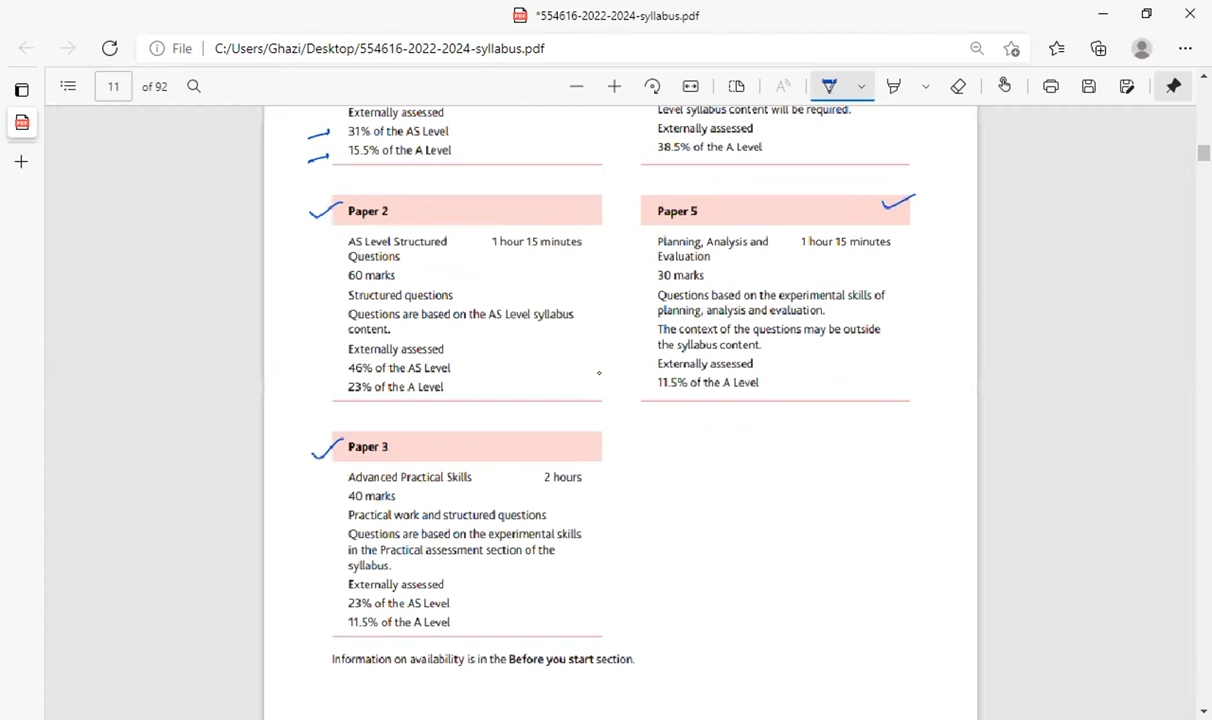 *554616-2022-2024-syllabus.pdf
File
C:/Users/Ghazi/Desktop/554616-2022-2024-syllabus.pdf
11 of 92
Externally assessed
31% of the AS Level
15.5% of the A Level
Level syllabus content will be required.
Externally assessed
38.5% of the A Level
Paper 2
AS Level Structured 1 hour 15 minutes
Questions
60 marks
Structured questions
Questions are based on the AS Level syllabus
content.
Externally assessed
46% of the AS Level
23% of the A Level
Paper 5
Planning, Analysis and 1 hour 15 minutes
Evaluation
30 marks
Questions based on the experimental skills of
planning, analysis and evaluation.
The context of the questions may be outside
the syllabus content.
Externally assessed
11.5% of the A Level
Paper 3
Advanced Practical Skills 2 hours
40 marks
Practical work and structured questions
Questions are based on the experimental skills
in the Practical assessment section of the
syllabus.
Externally assessed
23% of the AS Level
11.5% of the A Level
Information on availability is in the Before you start section.